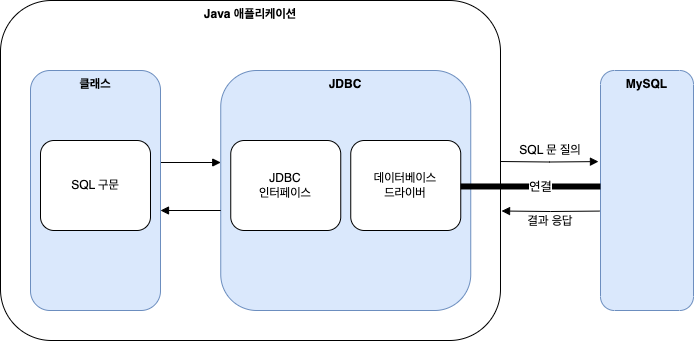 Java 애플리케이션
클래스
JDBC
MySQL
SQL 구문
JDBC
인터페이스
데이터베이스
드라이버
SQL 문 질의
연결
결과 응답